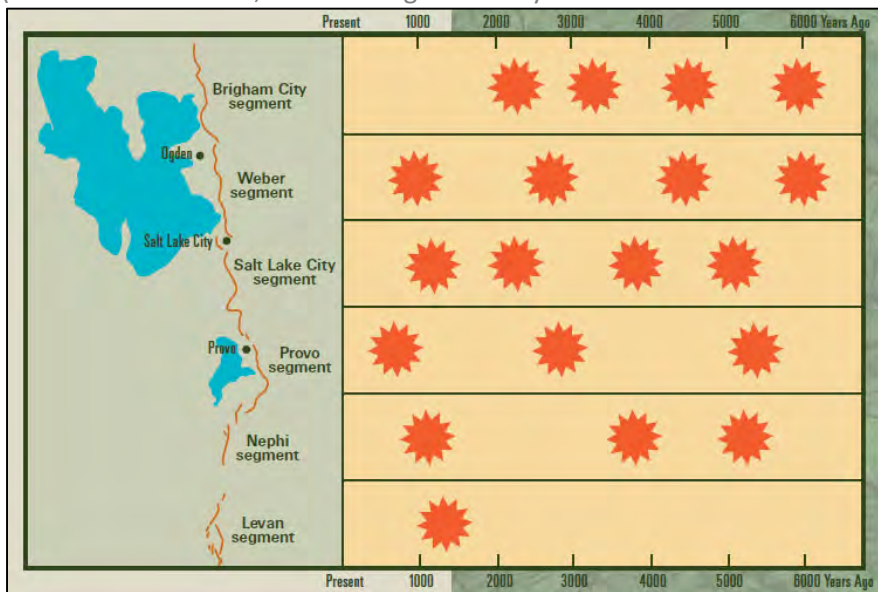 Present 1000 2000 3000 4000 5000 6000 Years Ago
Brigham City
segment
Ogden
Weber
segment
Salt Lake City
Salt Lake City
segment
Provo
Provo
segment
Nephi
segment
Levan
segment
Present 1000 2000 3000 4000 5000 6000 Years Ago